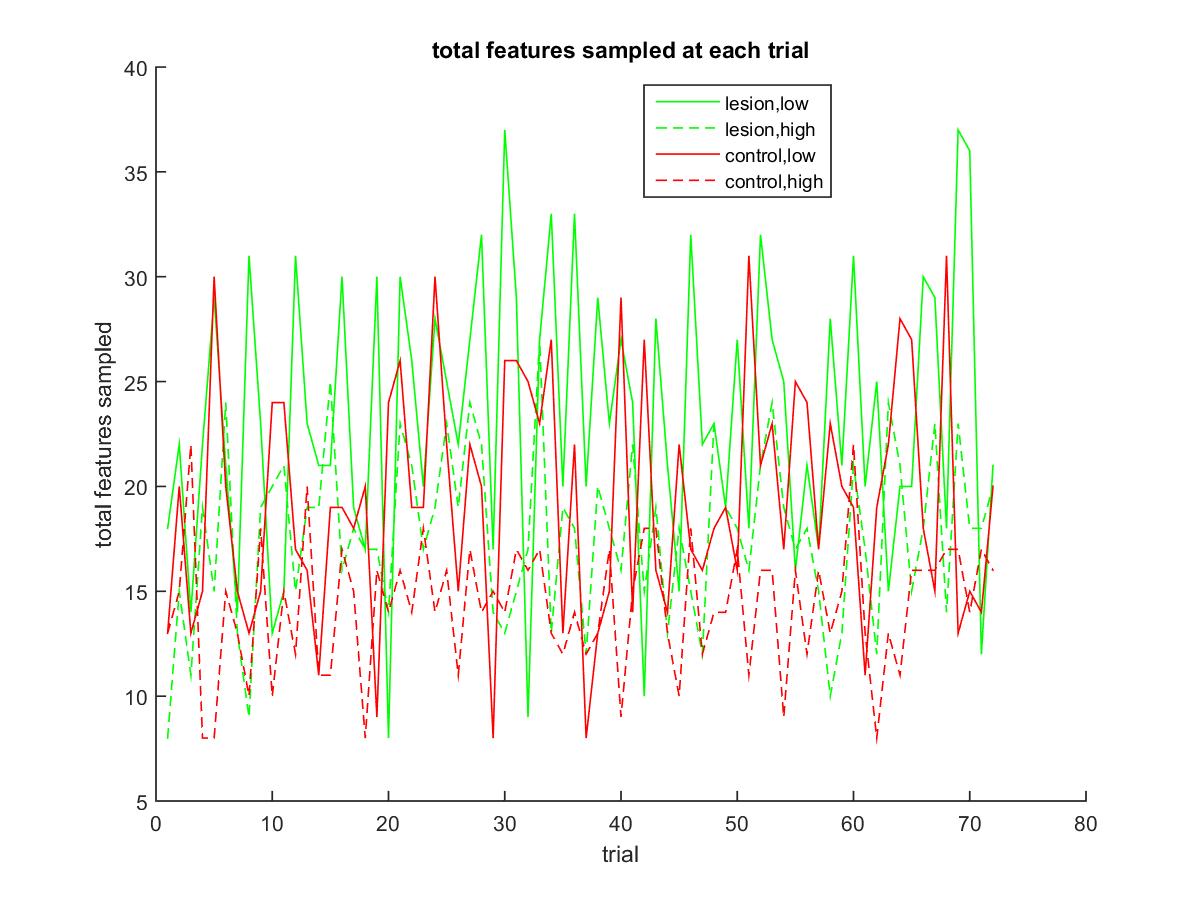 total features sampled at each trial
lesion,low
lesion,high
control,low
control,high
total features sampled
40
35
30
25
20
15
10
5
0 10 20 30 40 50 60 70 80
trial